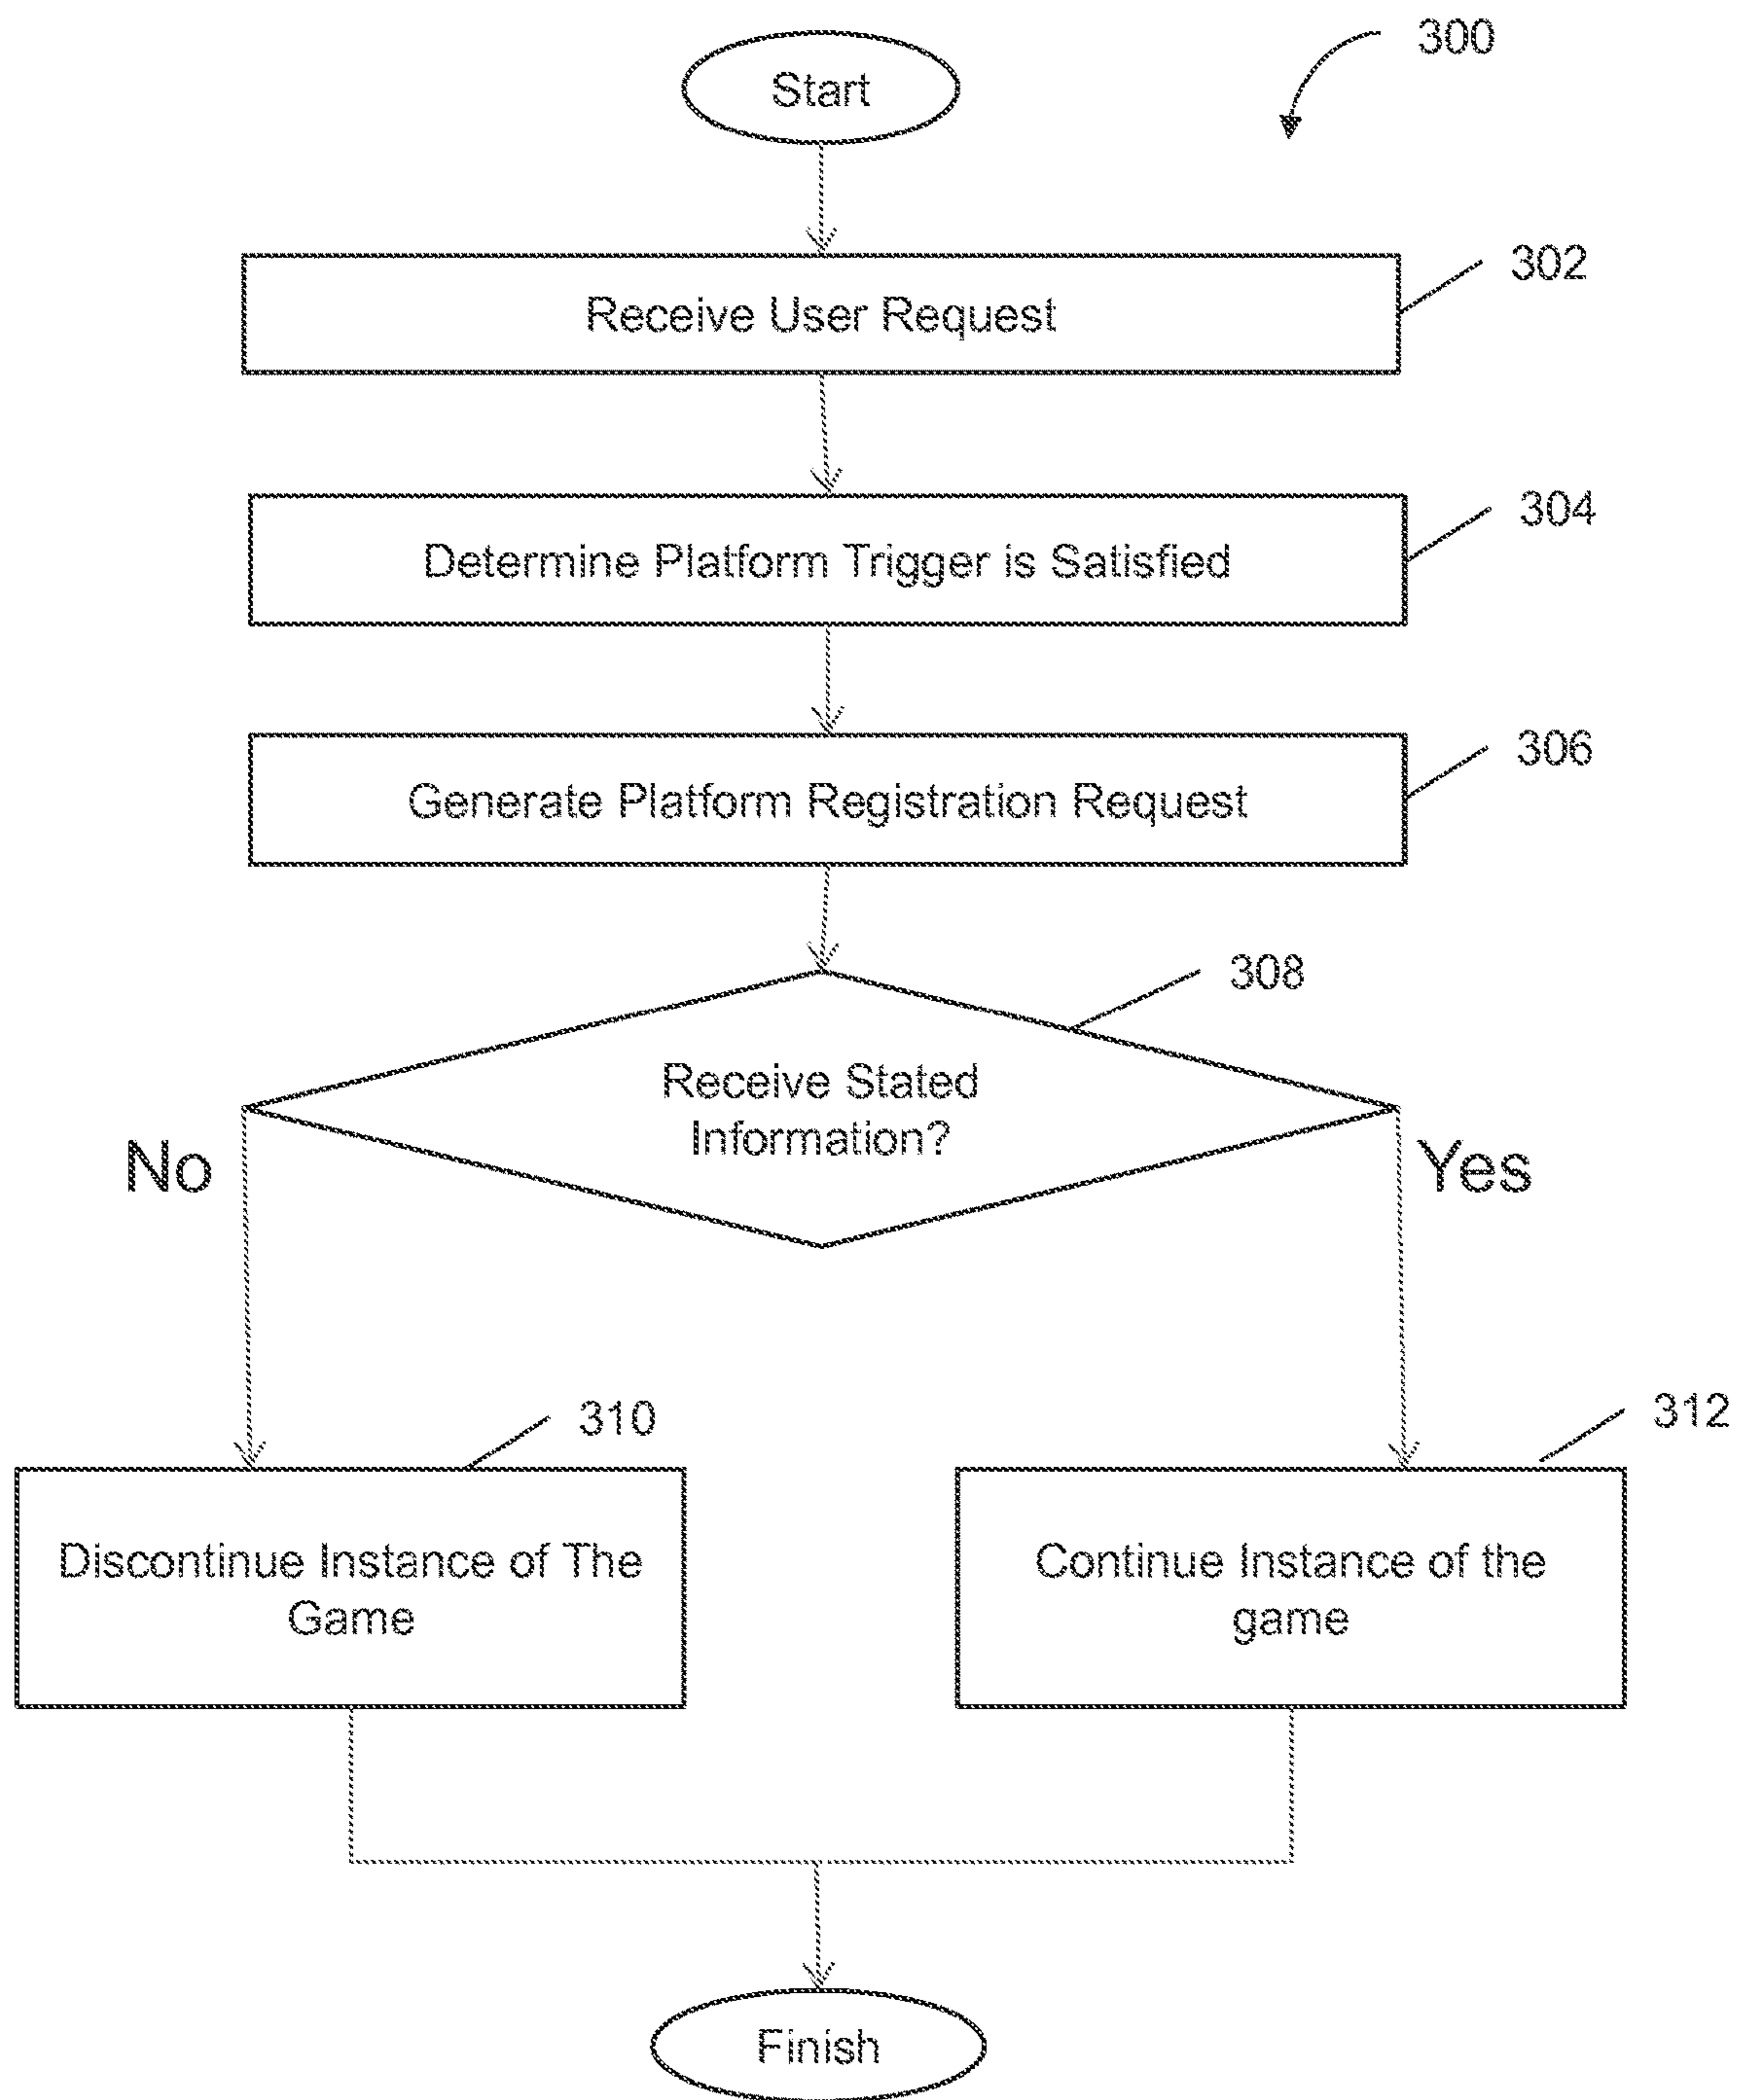 Start
300
Receive User Request
302
Determine Platform Trigger is Satisfied
304
Generate Platform Registration Request
306
308
Receive Stated
Information?
No
Yes
310
312
Discontinue Instance of The
Game
Continue Instance of the
game
Finish